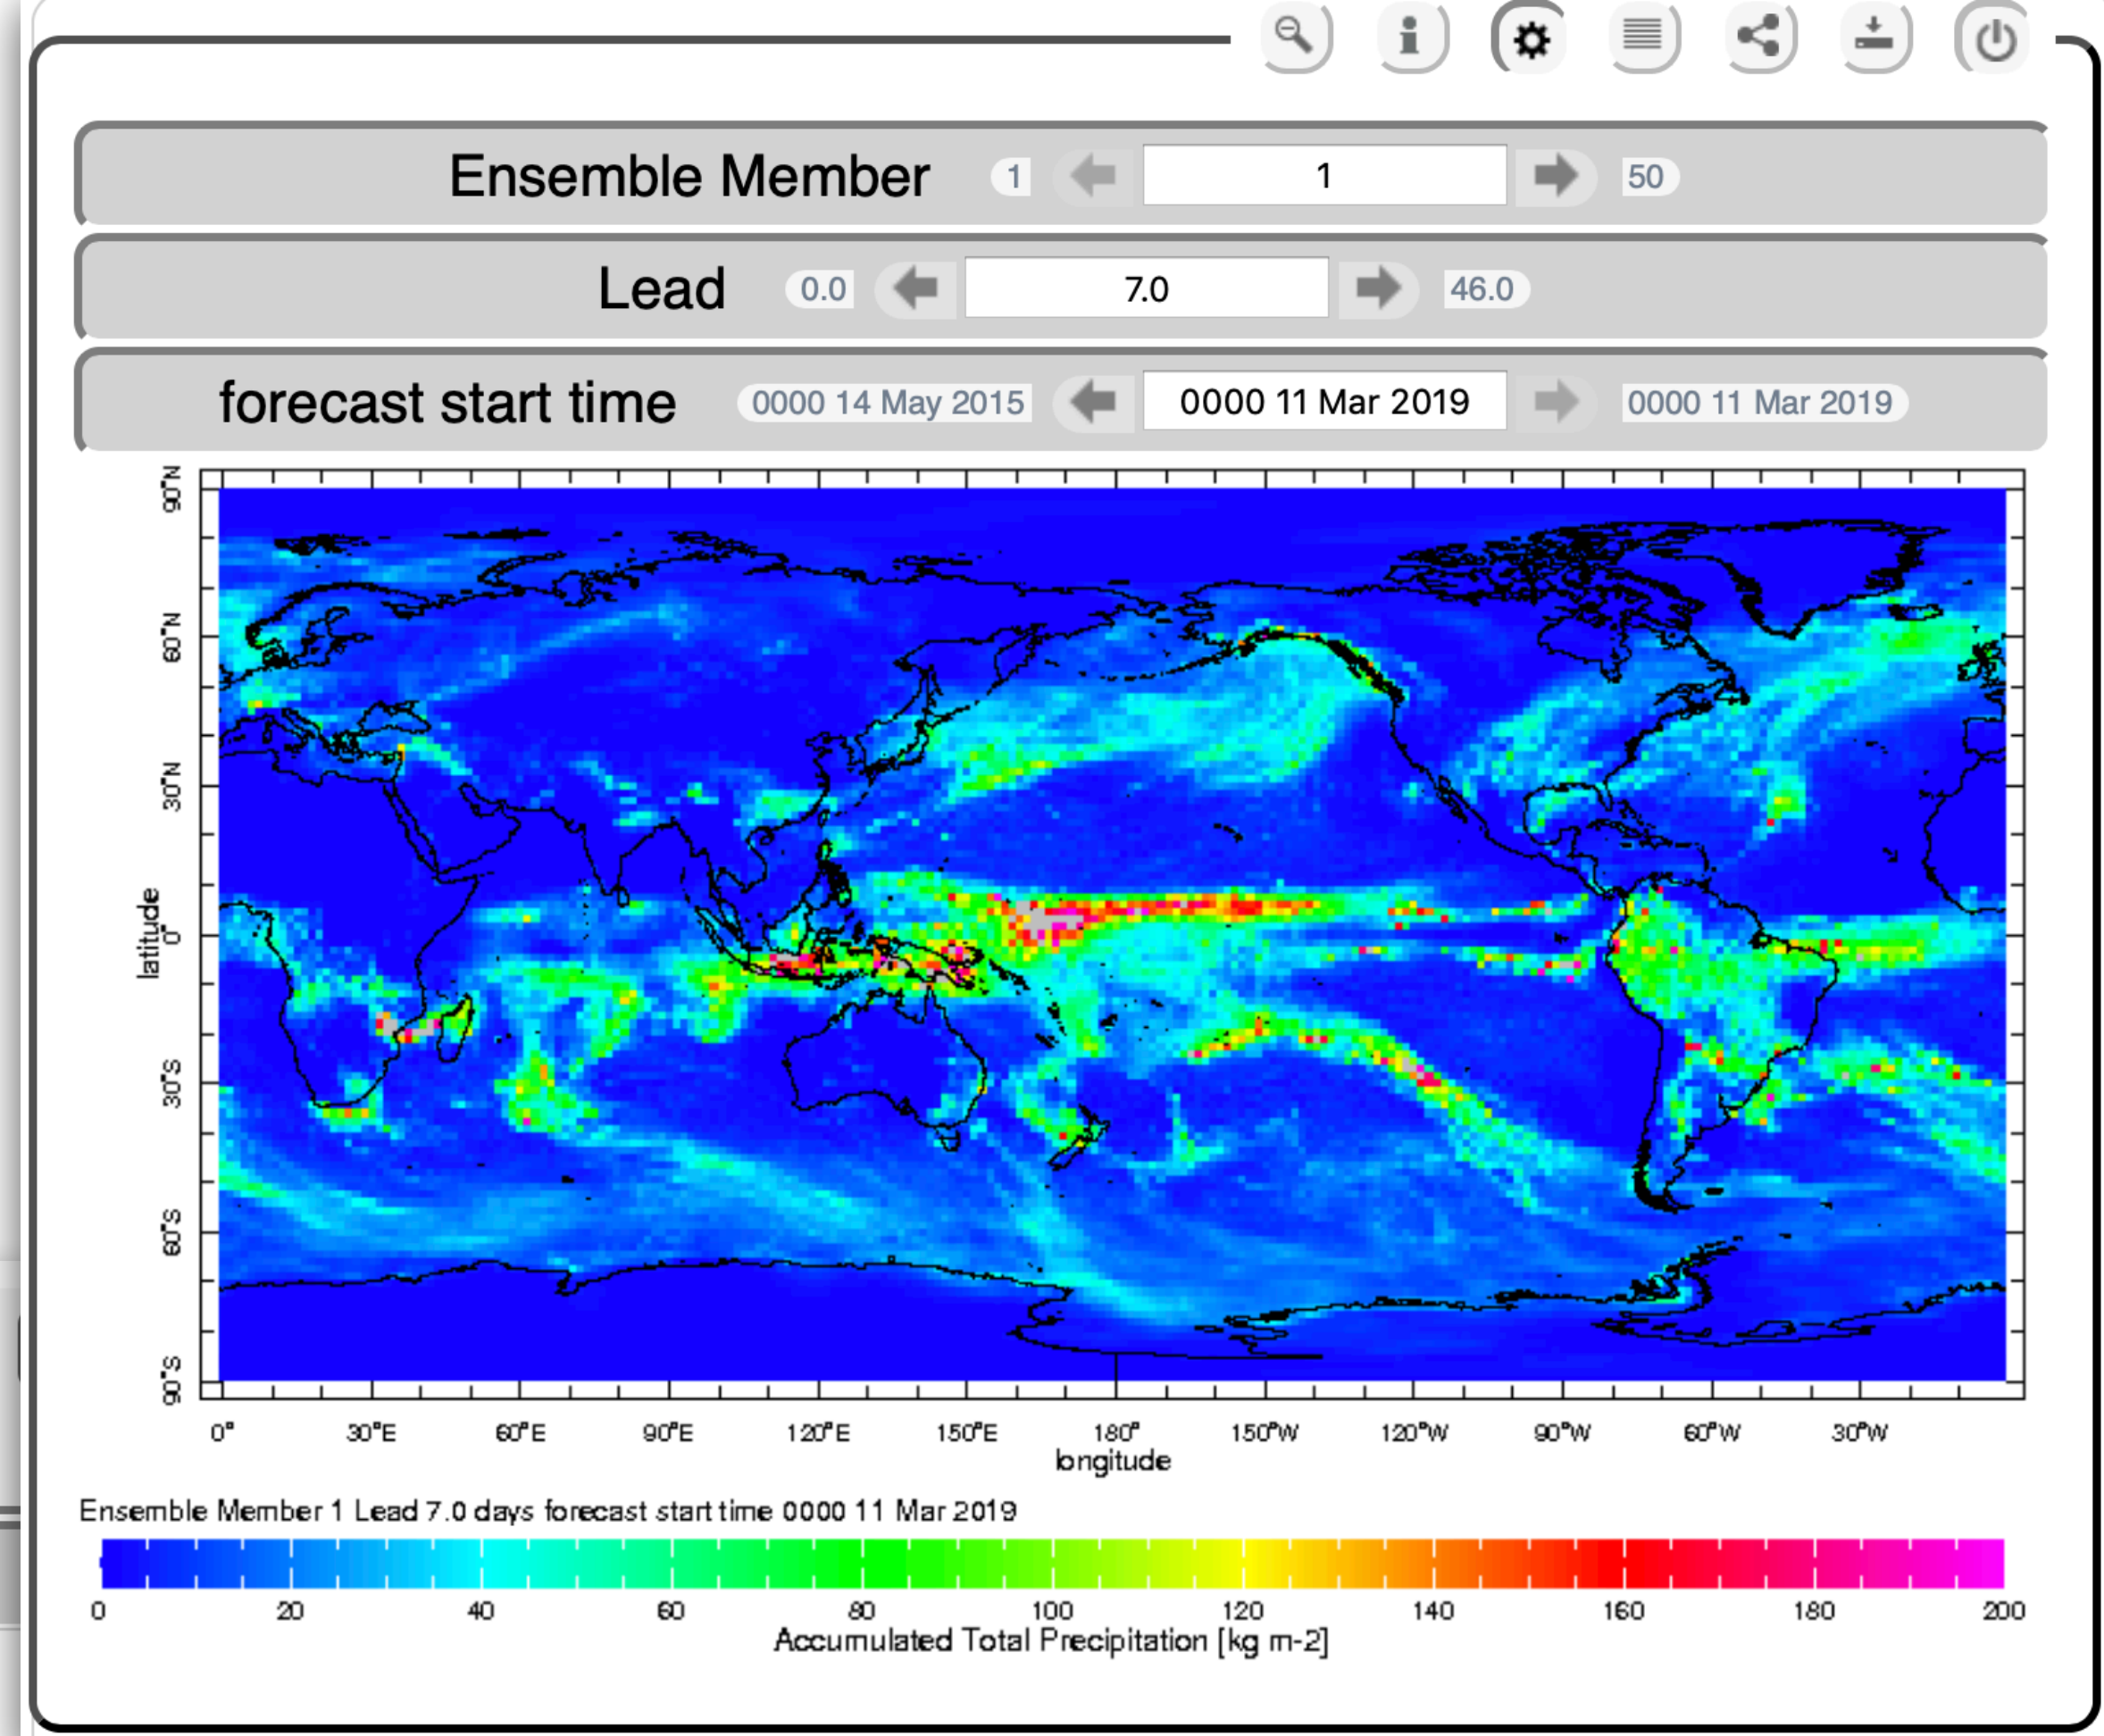 Ensemble Member 1 1 50
Lead 0.0 7.0 46.0
forecast start time 0000 14 May 2015 0000 11 Mar 2019 0000 11 Mar 2019
90°N
60°N
30°N
0°
30°S
60°S
90°S
latitude
0° 30°E 60°E 90°E 120°E 150°E 180° 150°W 120°W 90°W 60°W 30°W
longitude
Ensemble Member 1 Lead 7.0 days forecast start time 0000 11 Mar 2019
0 20 40 60 80 100 120 140 160 180 200
Accumulated Total Precipitation [kg m-2]